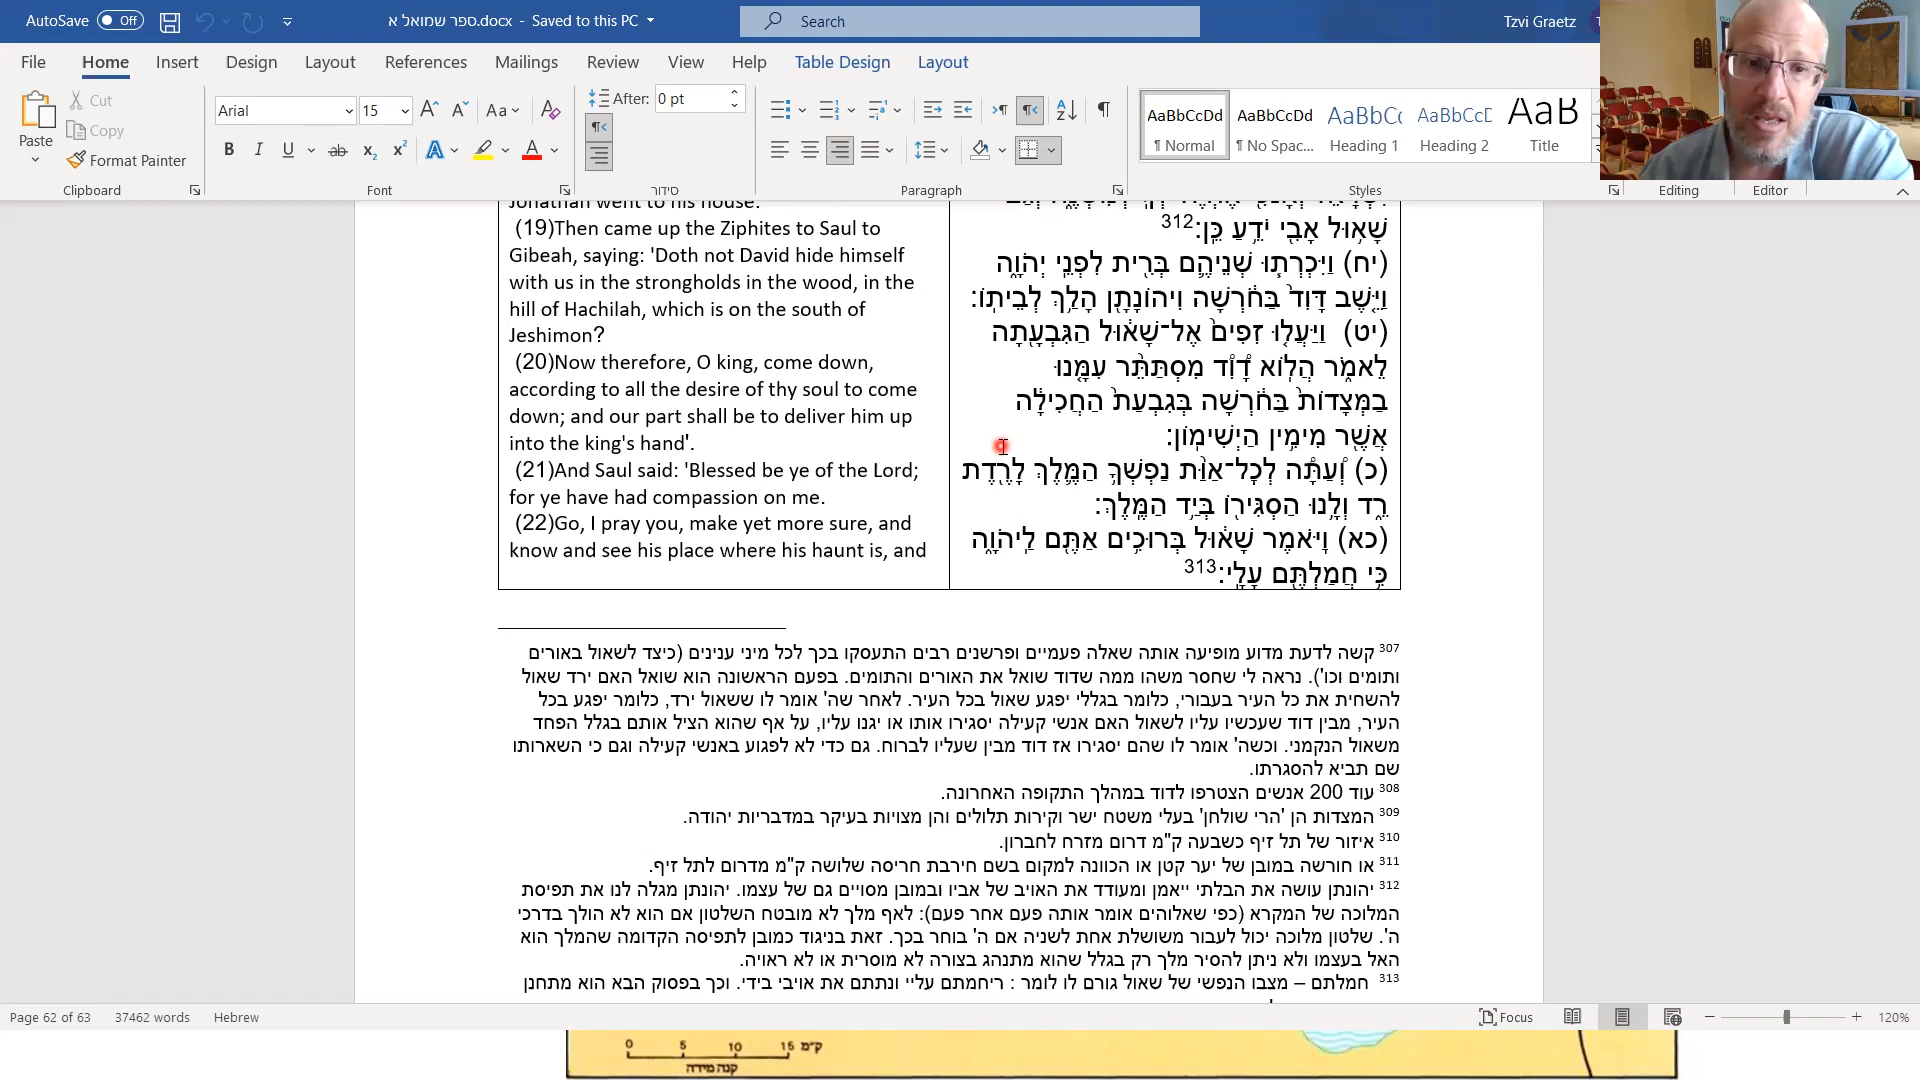 AutoSave Off ספר שמואל א.docx - Saved to this PC Search Tzvi Graetz
File Home Insert Design Layout References Mailings Review View Help Table Design Layout
Paste Cut Copy Format Painter Clipboard
Arial 15 Font
After: 0 pt סידור
Paragraph
AaBbCcDd AaBbCcDd AaBbCc AaBbCcD AaB
¶ Normal ¶ No Spac... Heading 1 Heading 2 Title
Styles Editing Editor
Jonathan went to his house.
(19)Then came up the Ziphites to Saul to
Gibeah, saying: 'Doth not David hide himself
with us in the strongholds in the wood, in the
hill of Hachilah, which is on the south of
Jeshimon?
(20)Now therefore, O king, come down,
according to all the desire of thy soul to come
down; and our part shall be to deliver him up
into the king's hand'.
(21)And Saul said: 'Blessed be ye of the Lord;
for ye have had compassion on me.
(22)Go, I pray you, make yet more sure, and
know and see his place where his haunt is, and
שָׁא֥וּל אָבִ֖י יֹדֵ֥עַ כֵּֽן׃312
(יח) וַיִּכְרְת֧וּ שְׁנֵיהֶ֛ם בְּרִ֖ית לִפְנֵ֣י יְהֹוָ֑ה
וַיֵּ֤שֶׁב דָּוִד֙ בַּחֹ֔רְשָׁה וִיהוֹנָתָ֖ן הָלַ֥ךְ לְבֵיתֽוֹ׃
(יט) וַיַּעֲל֤וּ זִפִים֙ אֶל־שָׁא֔וּל הַגִּבְעָ֖תָה
לֵאמֹ֑ר הֲל֣וֹא דָ֠וִ֠ד מִסְתַּתֵּ֨ר עִמָּ֤נוּ
בַמְּצָדוֹת֙ בַּחֹ֔רְשָׁה בְּגִבְעַת֙ הַחֲכִילָ֔ה
אֲשֶׁ֖ר מִימִ֥ין הַיְשִׁימֽוֹן׃
(כ) וְ֠עַתָּ֠ה לְכׇל־אַוַּ֨ת נַפְשְׁךָ֥ הַמֶּ֛לֶךְ לָרֶ֖דֶת
רֵ֑ד וְלָ֥נוּ הַסְגִּיר֖וֹ בְּיַ֥ד הַמֶּֽלֶךְ׃
(כא) וַיֹּ֣אמֶר שָׁא֔וּל בְּרוּכִ֥ים אַתֶּ֖ם לַֽיהֹוָ֑ה
כִּ֥י חֲמַלְתֶּ֖ם עָלָֽי׃313
307 קשה לדעת מדוע מופיעה אותה שאלה פעמיים ופרשנים רבים התעסקו בכך לכל מיני ענינים (כיצד לשאול באורים
ותומים וכו'). נראה לי שחסר משהו ממה שדוד שואל את האורים והתומים. בפעם הראשונה הוא שואל האם ירד שאול
להשחית את כל העיר בעבורי, כלומר בגללי יפגע שאול בכל העיר. לאחר שה' אומר לו ששאול ירד, כלומר יפגע בכל
העיר, מבין דוד שעכשיו עליו לשאול האם אנשי קעילה יסגירו אותו או יגנו עליו, על אף שהוא הציל אותם בגלל הפחד
משאול הנקמני. וכשה' אומר לו שהם יסגירו אז דוד מבין שעליו לברוח. גם כדי לא לפגוע באנשי קעילה וגם כי השארותו
שם תביא להסגרתו.
308 עוד 200 אנשים הצטרפו לדוד במהלך התקופה האחרונה.
309 המצדות הן 'הרי שולחן' בעלי משטח ישר וקירות תלולים והן מצויות בעיקר במדבריות יהודה.
310 איזור של תל זיף כשבעה ק"מ דרום מזרח לחברון.
311 או חורשה במובן של יער קטן או הכוונה למקום בשם חירבת חריסה שלושה ק"מ מדרום לתל זיף.
312 יהונתן עושה את הבלתי ייאמן ומעודד את האויב של אביו ובמובן מסויים גם של עצמו. יהונתן מגלה לנו את תפיסת
המלוכה של המקרא (כפי שאלוהים אומר אותה פעם אחר פעם): לאף מלך לא מובטח השלטון אם הוא לא הולך בדרכי
ה'. שלטון מלוכה יכול לעבור משושלת אחת לשניה אם ה' בוחר בכך. זאת בניגוד כמובן לתפיסה הקדומה שהמלך הוא
האל בעצמו ולא ניתן להסיר מלך רק בגלל שהוא מתנהג בצורה לא מוסרית או לא ראויה.
313 חמלתם – מצבו הנפשי של שאול גורם לו לומר : ריחמתם עליי ונתתם את אויבי בידי. וכך בפסוק הבא הוא מתחנן
Page 62 of 63 37462 words Hebrew Focus 120%
0 5 10 15 ק"מ
קנה מידה